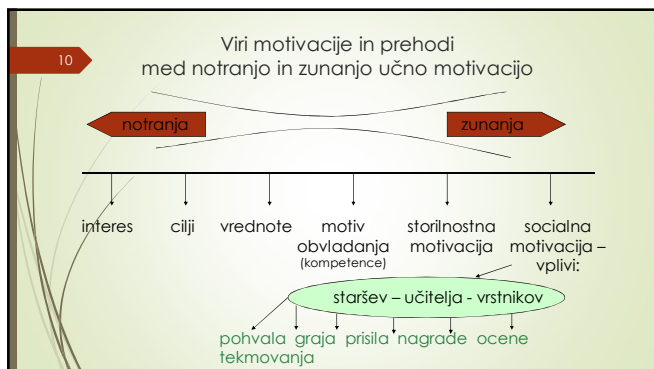 10
Viri motivacije in prehodi
med notranjo in zunanjo učno motivacijo
notranja
zunanja
interes cilji vrednote motiv storilnostna socialna
obvladanja motivacija motivacija –
(kompetence) vplivi:
staršev – učitelja - vrstnikov
pohvala graja prisila nagrade ocene
tekmovanja